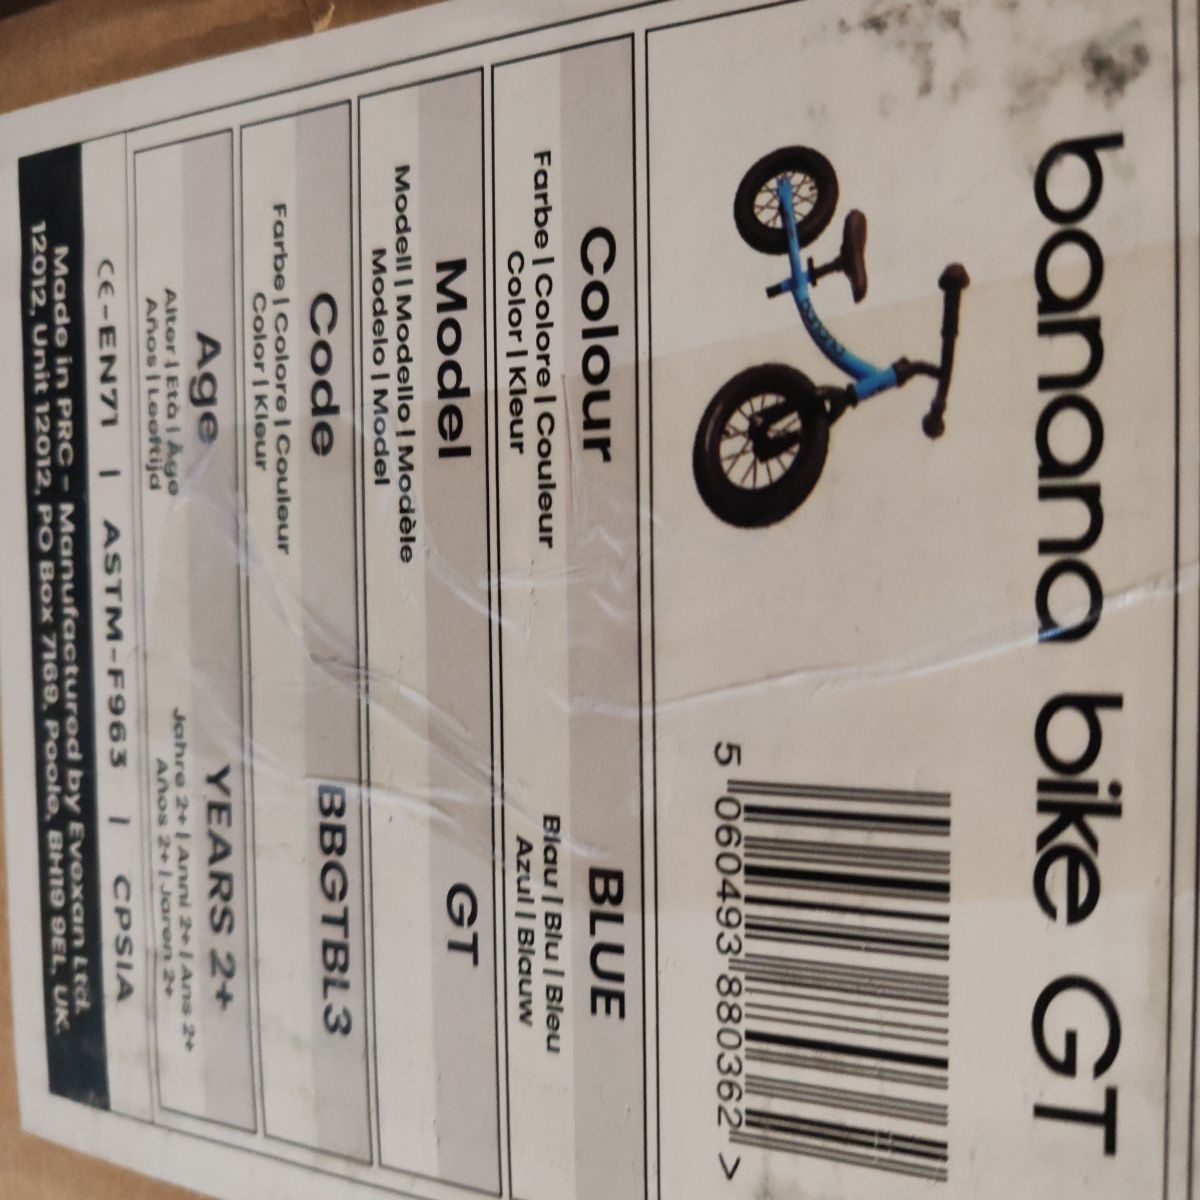 banana bike GT
5 060493 880362 >
Colour BLUE
Farbe | Colore | Couleur Blau | Blu | Bleu
Color | Kleur Azul | Blauw
Model GT
Modell | Modello | Modèle
Modelo | Model
Code BBGTBL3
Farbe | Colore | Couleur
Color | Kleur
Age YEARS 2+
Alter | Età | Âge Jahre 2+ | Anni 2+ | Ans 2+
Años | Leeftijd Años 2+ | Jaren 2+
CE-EN71 | ASTM-F963 | CPSIA
Made in PRC - Manufactured by Evexan Ltd.
12012, Unit 12012, PO Box 7169, Poole, BH19 9EL, UK.